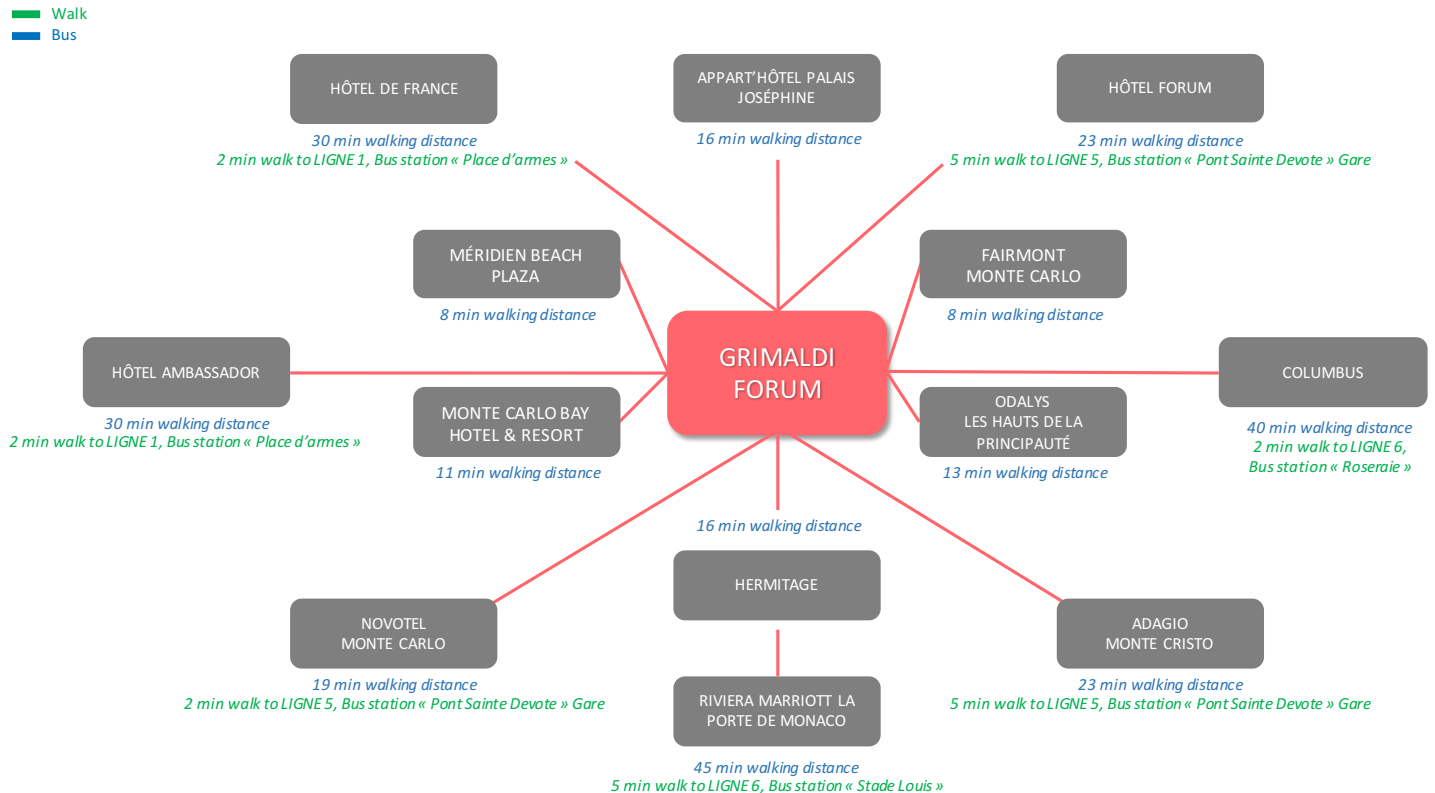 Walk
Bus
HÔTEL DE FRANCE
30 min walking distance
2 min walk to LIGNE 1, Bus station « Place d’armes »
APPART’HÔTEL PALAIS
JOSÉPHINE
16 min walking distance
HÔTEL FORUM
23 min walking distance
5 min walk to LIGNE 5, Bus station « Pont Sainte Devote » Gare
MÉRIDIEN BEACH
PLAZA
8 min walking distance
FAIRMONT
MONTE CARLO
8 min walking distance
GRIMALDI
FORUM
HÔTEL AMBASSADOR
30 min walking distance
2 min walk to LIGNE 1, Bus station « Place d’armes »
MONTE CARLO BAY
HOTEL & RESORT
11 min walking distance
ODALYS
LES HAUTS DE LA
PRINCIPAUTÉ
13 min walking distance
COLUMBUS
40 min walking distance
2 min walk to LIGNE 6,
Bus station « Roseraie »
16 min walking distance
HERMITAGE
NOVOTEL
MONTE CARLO
19 min walking distance
2 min walk to LIGNE 5, Bus station « Pont Sainte Devote » Gare
RIVIERA MARRIOTT LA
PORTE DE MONACO
45 min walking distance
5 min walk to LIGNE 6, Bus station « Stade Louis »
ADAGIO
MONTE CRISTO
23 min walking distance
5 min walk to LIGNE 5, Bus station « Pont Sainte Devote » Gare